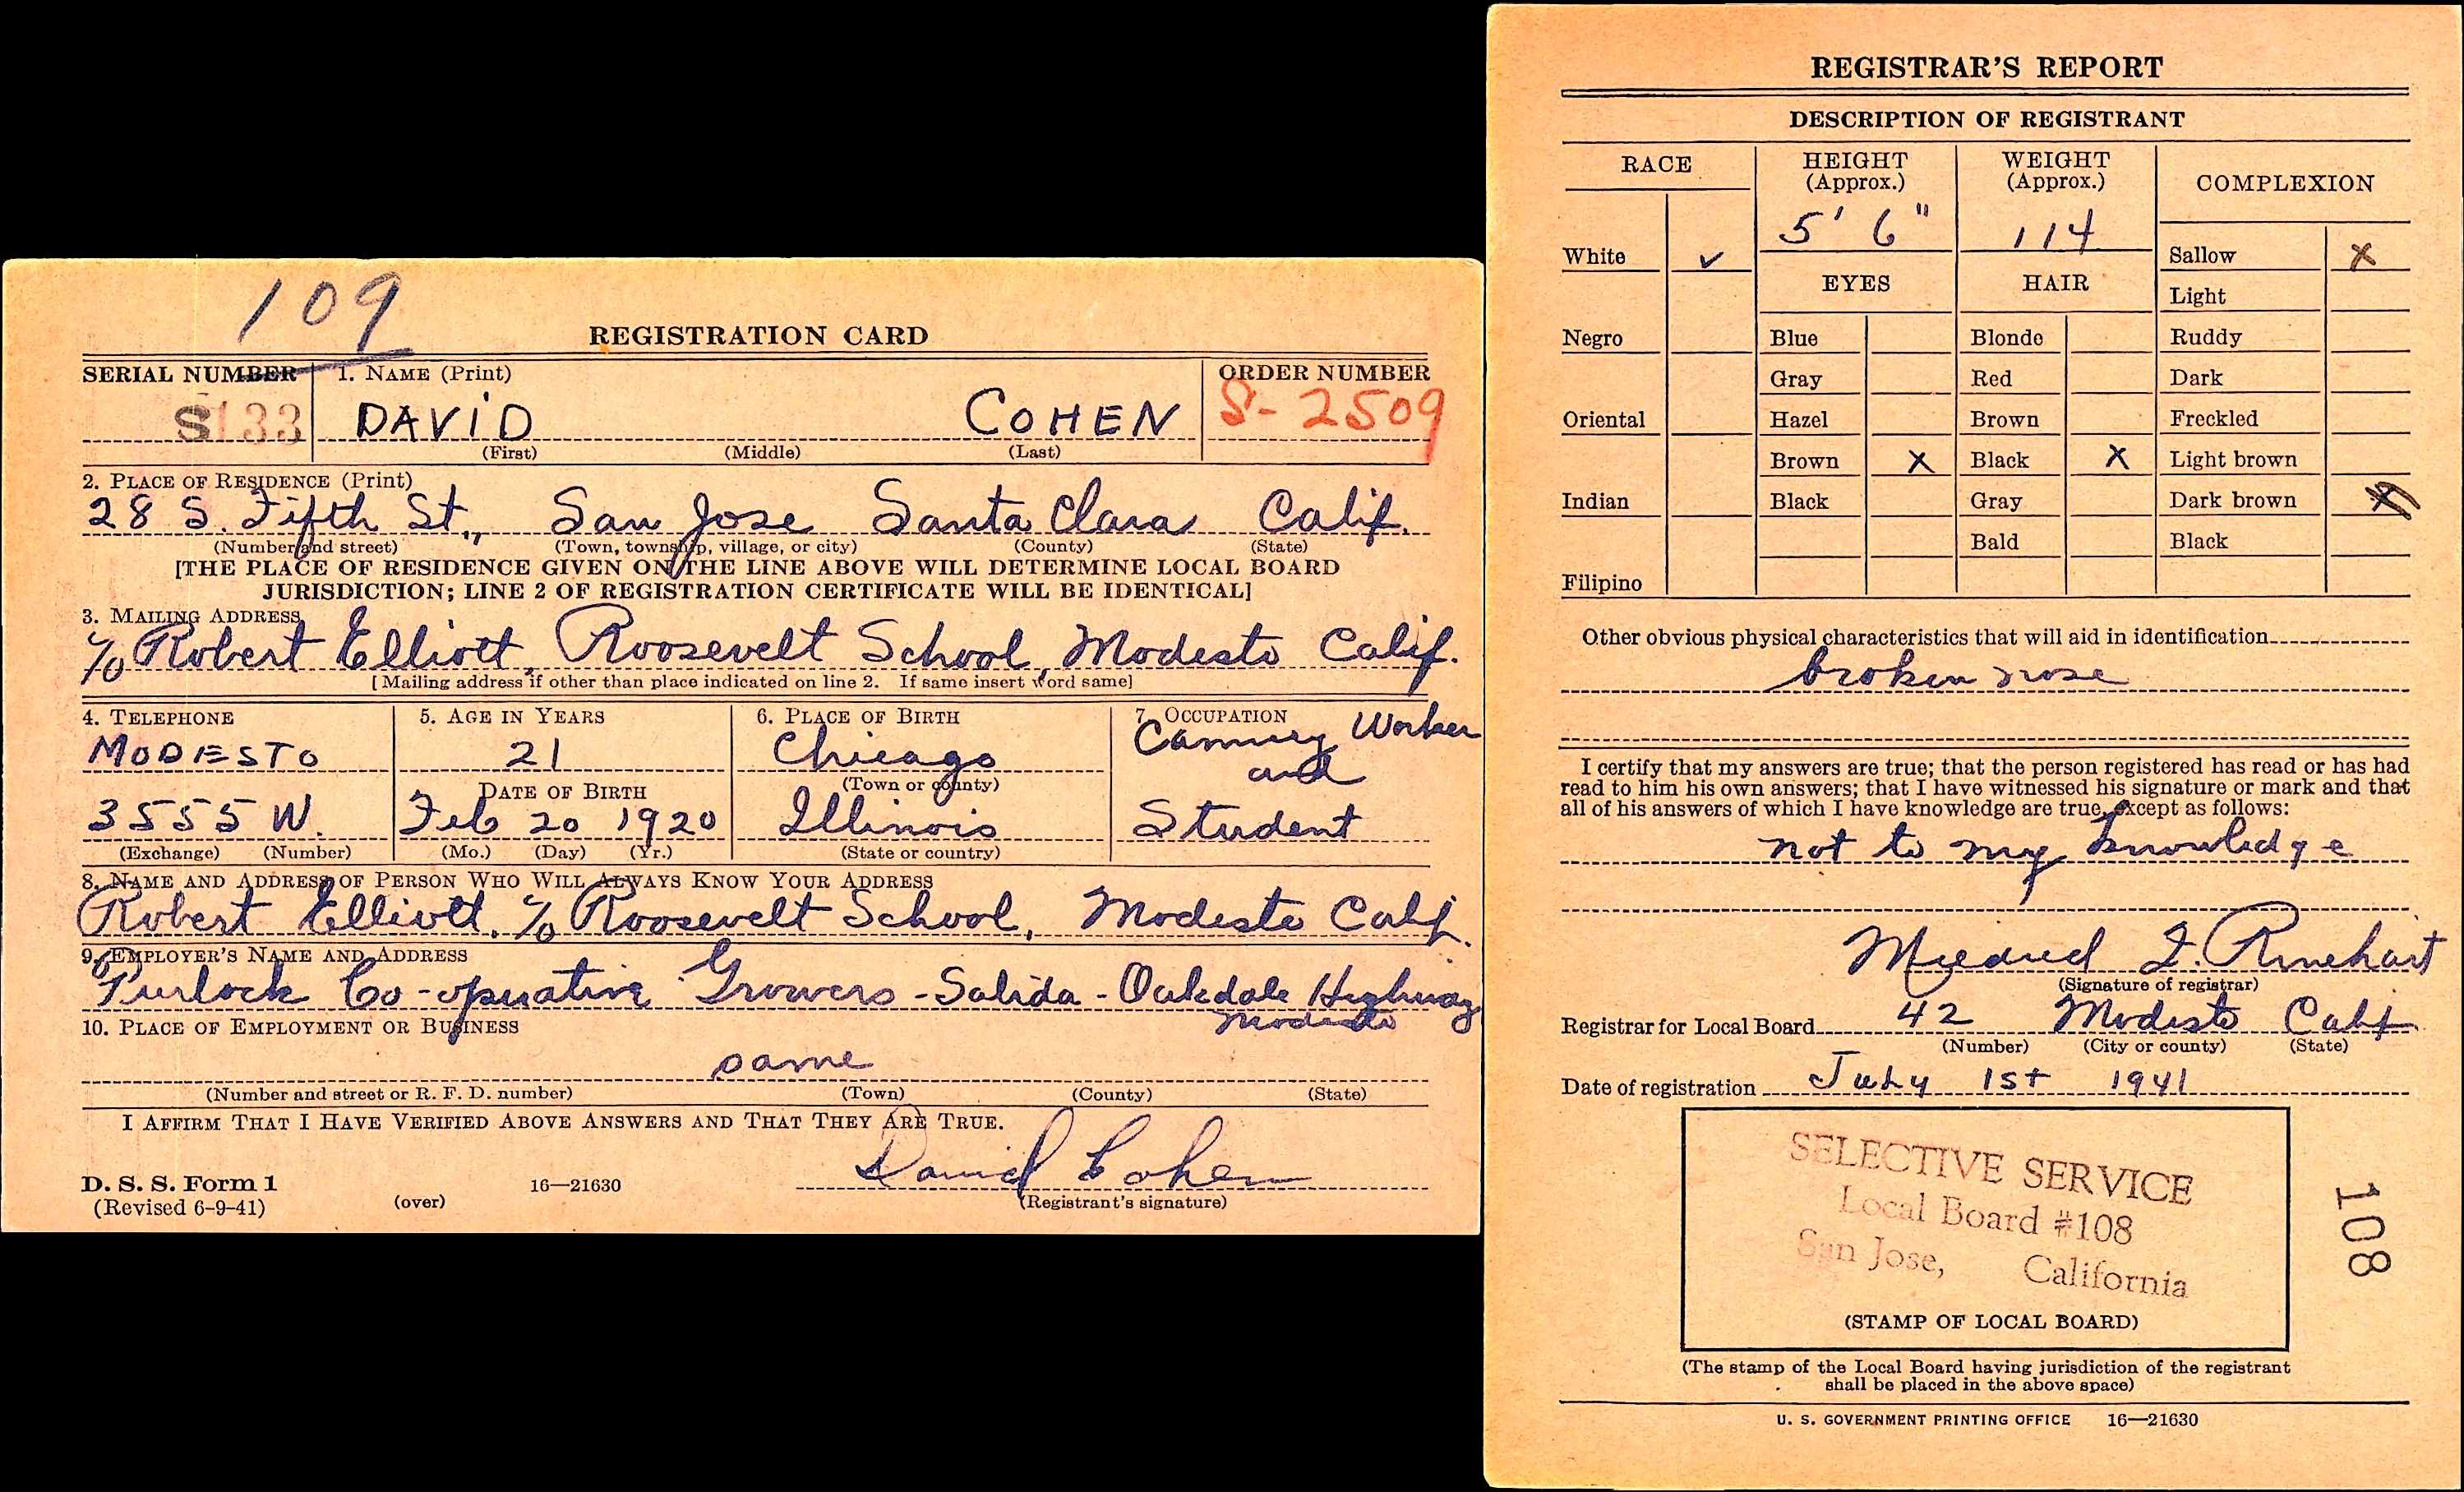 109
REGISTRATION CARD
SERIAL NUMBER 1. NAME (Print) ORDER NUMBER
S133 DAVID COHEN S-2509
(First) (Middle) (Last)
2. PLACE OF RESIDENCE (Print)
28 S. Fifth St., San Jose Santa Clara Calif.
(Number and street) (Town, township, village, or city) (County) (State)
[THE PLACE OF RESIDENCE GIVEN ON THE LINE ABOVE WILL DETERMINE LOCAL BOARD
JURISDICTION; LINE 2 OF REGISTRATION CERTIFICATE WILL BE IDENTICAL]
3. MAILING ADDRESS
c/o Robert Elliott, Roosevelt School, Modesto Calif.
[Mailing address if other than place indicated on line 2. If same insert word same]
4. TELEPHONE 5. AGE IN YEARS 6. PLACE OF BIRTH 7. OCCUPATION
MODESTO 21 Chicago Cannery Worker
(Town or county) and
DATE OF BIRTH
3555 W. Feb 20 1920 Illinois Student
(Exchange) (Number) (Mo.) (Day) (Yr.) (State or country)
8. NAME AND ADDRESS OF PERSON WHO WILL ALWAYS KNOW YOUR ADDRESS
Robert Elliott, c/o Roosevelt School, Modesto Calif.
9. EMPLOYER'S NAME AND ADDRESS
Turlock Co-operative Growers - Salida - Oakdale Highway
Modesto
10. PLACE OF EMPLOYMENT OR BUSINESS
same
(Number and street or R. F. D. number) (Town) (County) (State)
I AFFIRM THAT I HAVE VERIFIED ABOVE ANSWERS AND THAT THEY ARE TRUE.
David Cohen
D. S. S. Form 1 16—21630
(Revised 6-9-41) (over) (Registrant's signature)
REGISTRAR'S REPORT
DESCRIPTION OF REGISTRANT
RACE HEIGHT (Approx.) WEIGHT (Approx.) COMPLEXION
5' 6" 114
White ✓ Sallow X
EYES HAIR
Light
Negro Blue Blonde Ruddy
Gray Red Dark
Oriental Hazel Brown Freckled
Brown X Black X Light brown
Indian Black Gray Dark brown X
Bald Black
Filipino
Other obvious physical characteristics that will aid in identification
broken nose
I certify that my answers are true; that the person registered has read or has had
read to him his own answers; that I have witnessed his signature or mark and that
all of his answers of which I have knowledge are true, except as follows:
not to my knowledge
Mildred I. Rinehart
(Signature of registrar)
Registrar for Local Board 42 Modesto Calif
(Number) (City or county) (State)
Date of registration July 1st 1941
SELECTIVE SERVICE
Local Board #108
San Jose, California
(STAMP OF LOCAL BOARD)
108
(The stamp of the Local Board having jurisdiction of the registrant
shall be placed in the above space)
U. S. GOVERNMENT PRINTING OFFICE 16—21630